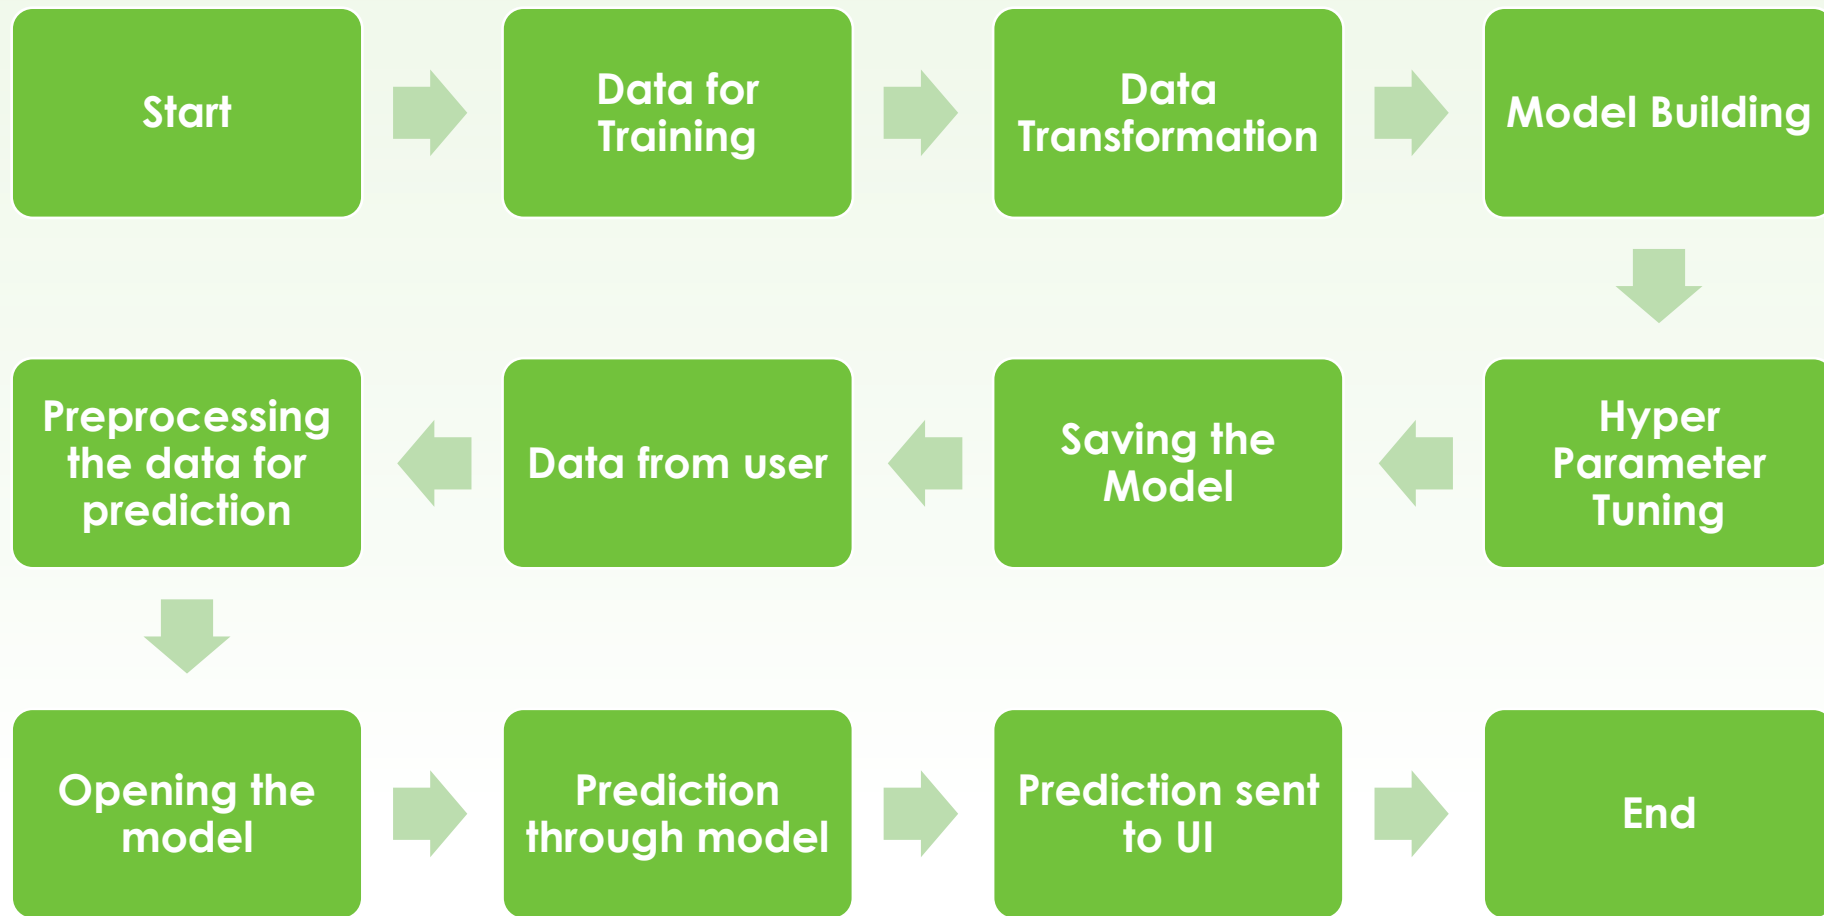 Start
Data for
Training
Data
Transformation
Model Building
Hyper
Parameter
Tuning
Saving the
Model
Data from user
Preprocessing
the data for
prediction
Opening the
model
Prediction
through model
Prediction sent
to UI
End